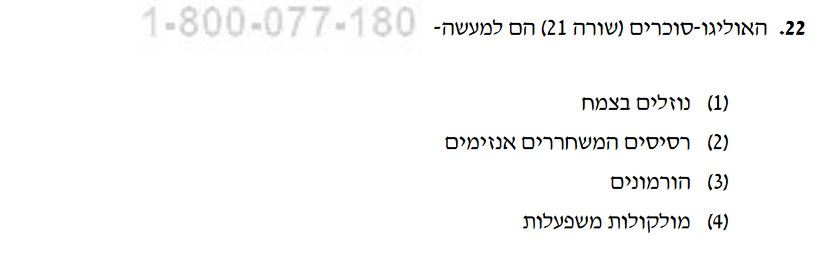 1-800-077-180
22. האוליגו-סוכרים (שורה 21) הם למעשה-
(1) נוזלים בצמח
(2) רסיסים המשחררים אנזימים
(3) הורמונים
(4) מולקולות משפעלות